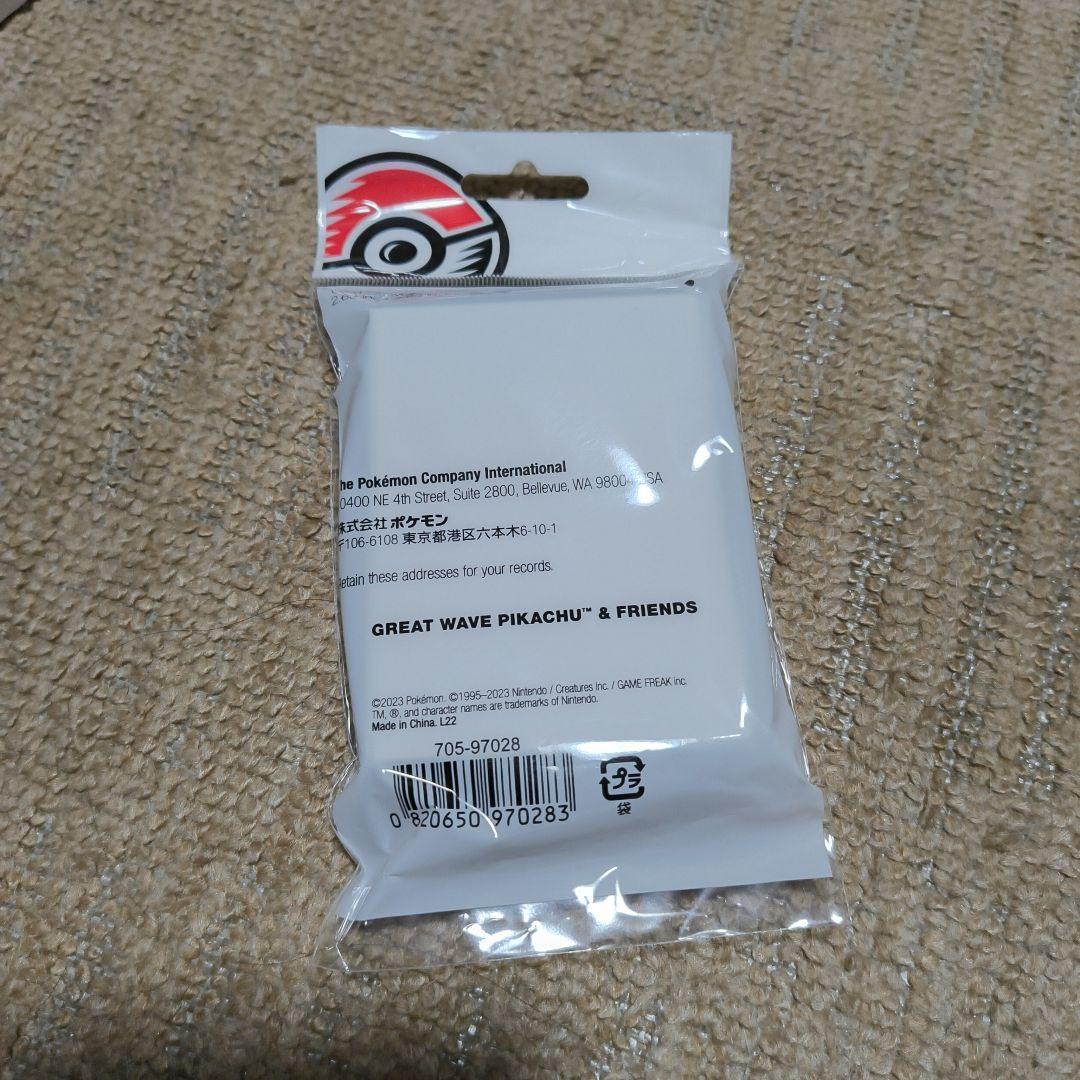 he Pokémon Company International
0400 NE 4th Street, Suite 2800, Bellevue, WA 9800 USA
株式会社 ポケモン
〒106-6108 東京都港区六本木6-10-1
etain these addresses for your records.
GREAT WAVE PIKACHU™ & FRIENDS
©2023 Pokémon. ©1995–2023 Nintendo / Creatures Inc. / GAME FREAK inc.
TM, ®, and character names are trademarks of Nintendo.
Made in China. L22
705-97028
0 820650 970283
プラ
袋